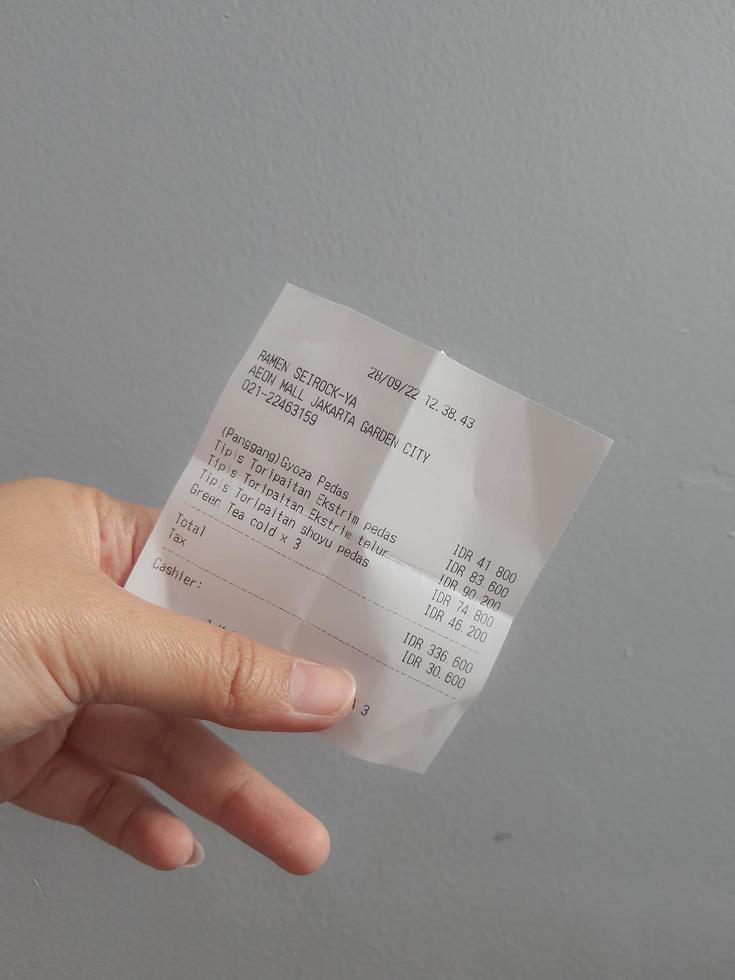 28/09/22 12.38.43
RAMEN SEIROCK-YA
AEON MALL JAKARTA GARDEN CITY
021-22463159
(Panggang)Gyoza Pedas IDR 41.800
Tipis Toripaitan Ekstrim pedas IDR 83.600
Tipis Toripaitan Ekstrim telur IDR 90.200
Tipis Toripaitan shoyu pedas IDR 74.800
Green Tea cold x 3 IDR 46.200
Total IDR 336.600
Tax IDR 30.600
Cashier:
3